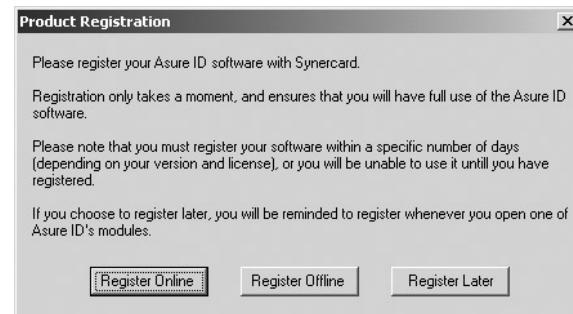 Product Registration
Please register your Asure ID software with Synercard.
Registration only takes a moment, and ensures that you will have full use of the Asure ID
software.
Please note that you must register your software within a specific number of days
(depending on your version and license), or you will be unable to use it untill you have
registered.
If you choose to register later, you will be reminded to register whenever you open one of
Asure ID's modules.
Register Online Register Offline Register Later